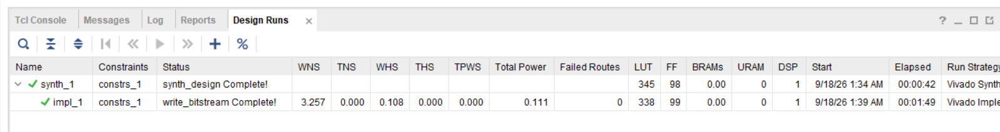 Tcl Console Messages Log Reports Design Runs ×
? _
%
Name Constraints Status WNS TNS WHS THS TPWS Total Power Failed Routes LUT FF BRAMs URAM DSP Start Elapsed Run Strategy
synth_1 constrs_1 synth_design Complete! 345 98 0.00 0 1 9/18/26 1:34 AM 00:00:42 Vivado Synth
impl_1 constrs_1 write_bitstream Complete! 3.257 0.000 0.108 0.000 0.000 0.111 0 338 99 0.00 0 1 9/18/26 1:39 AM 00:01:49 Vivado Imple